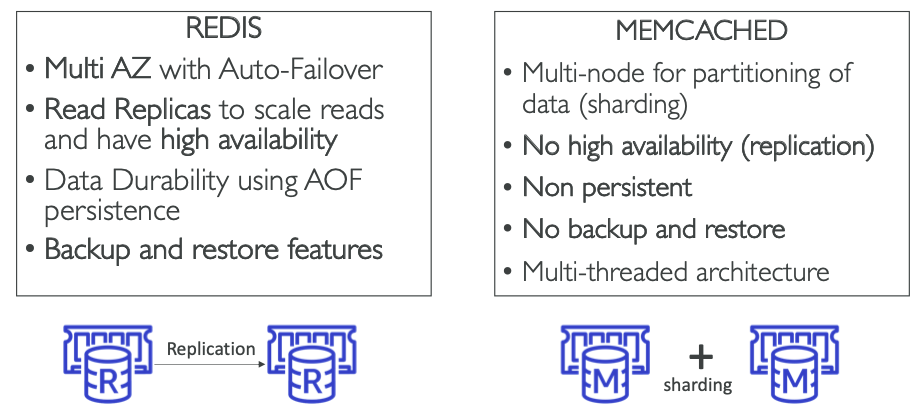 REDIS
• Multi AZ with Auto-Failover
• Read Replicas to scale reads
and have high availability
• Data Durability using AOF
persistence
• Backup and restore features
MEMCACHED
• Multi-node for partitioning of
data (sharding)
• No high availability (replication)
• Non persistent
• No backup and restore
• Multi-threaded architecture
R
Replication
R
M
+
sharding
M